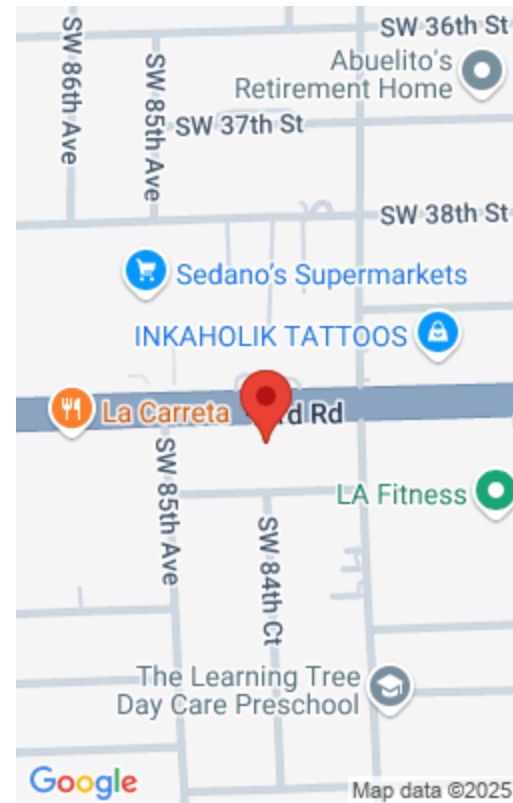 SW 36th St
Abuelito's
Retirement Home
SW 86th Ave
SW 85th Ave
SW 37th St
SW 38th St
Sedano's Supermarkets
INKAHOLIK TATTOOS
La Carreta
Rd
SW 85th Ave
LA Fitness
SW 84th Ct
The Learning Tree
Day Care Preschool
Google
Map data ©2025